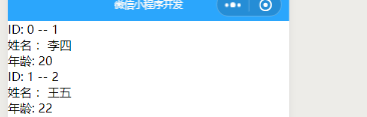 微信小程序开发
ID: 0 -- 1
姓名： 李四
年龄: 20
ID: 1 -- 2
姓名： 王五
年龄: 22